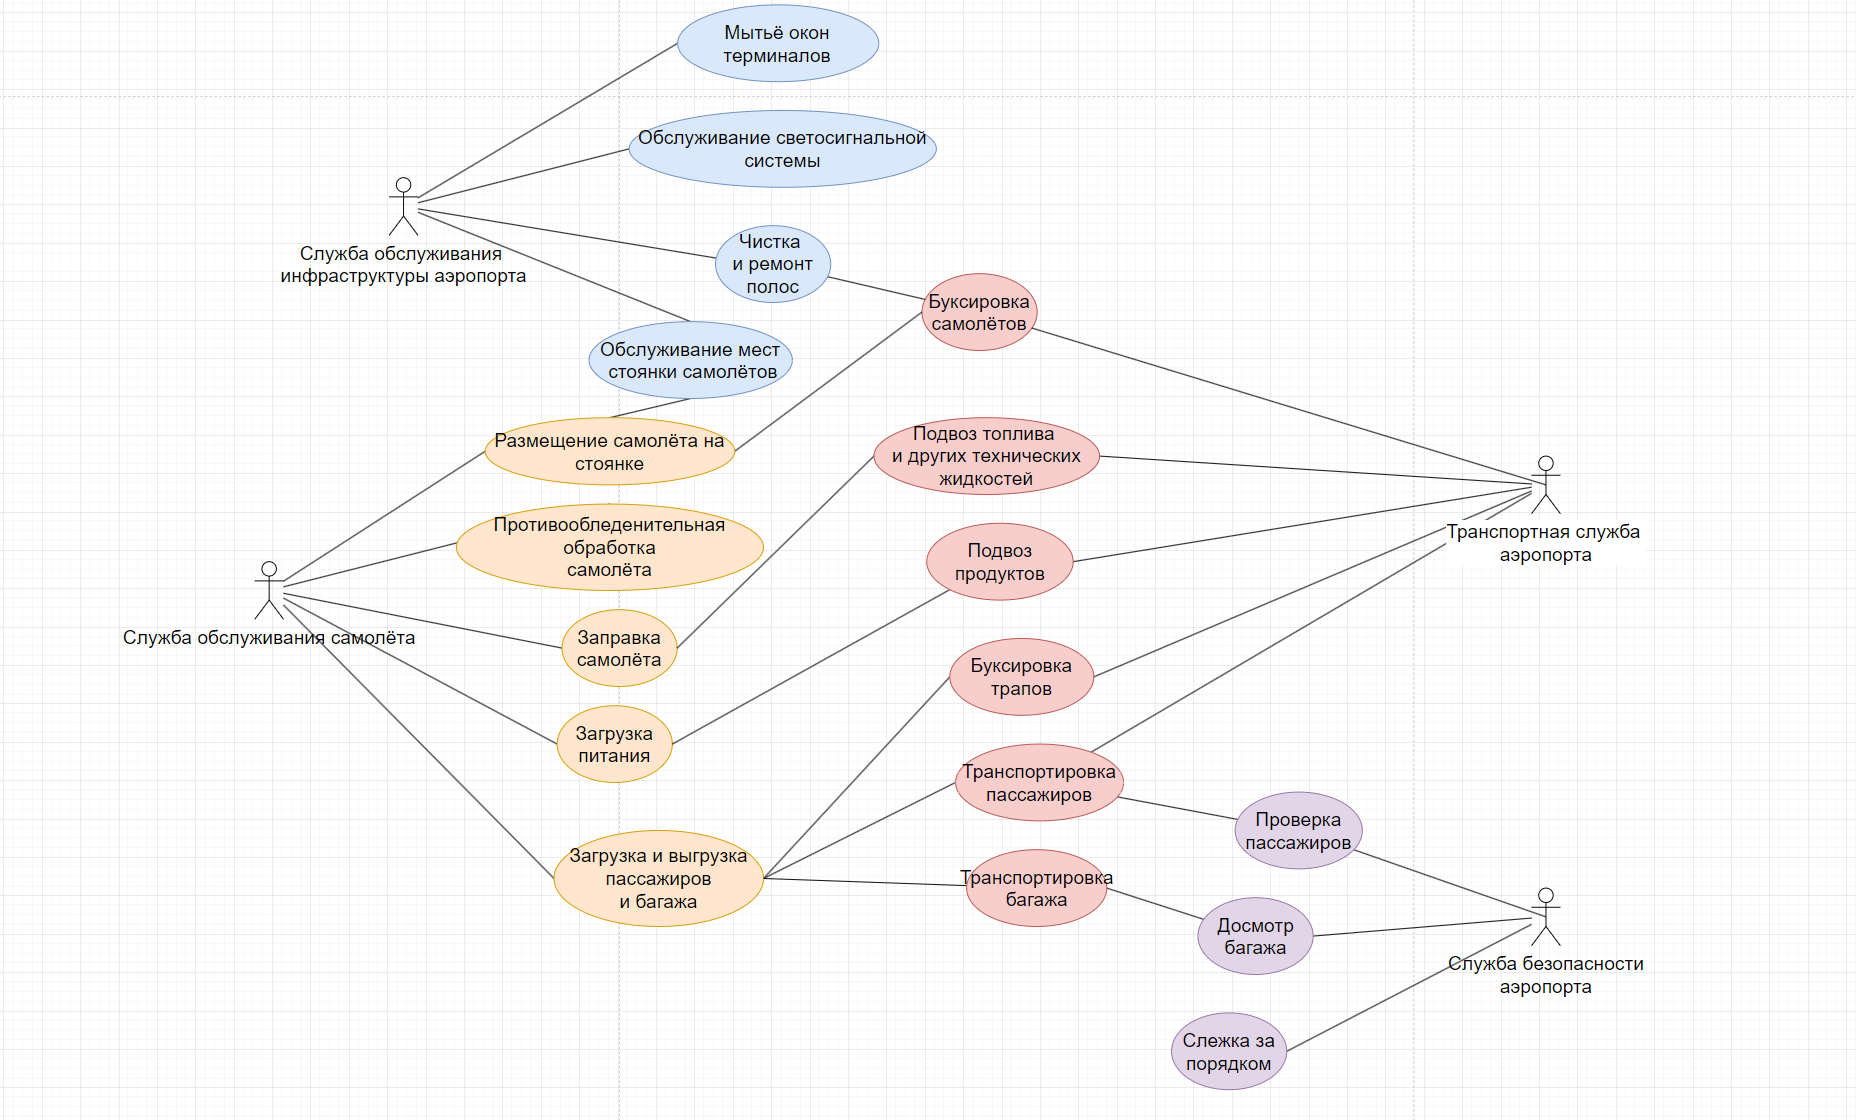 Мытьё окон
терминалов
Обслуживание светосигнальной
системы
Служба обслуживания
инфраструктуры аэропорта
Чистка
и ремонт
полос
Буксировка
самолётов
Обслуживание мест
стоянки самолётов
Размещение самолёта на
стоянке
Подвоз топлива
и других технических
жидкостей
Противообледенительная
обработка
самолёта
Подвоз
продуктов
Транспортная служба
аэропорта
Служба обслуживания самолёта
Заправка
самолёта
Буксировка
трапов
Загрузка
питания
Транспортировка
пассажиров
Проверка
пассажиров
Загрузка и выгрузка
пассажиров
и багажа
Транспортировка
багажа
Досмотр
багажа
Служба безопасности
аэропорта
Слежка за
порядком